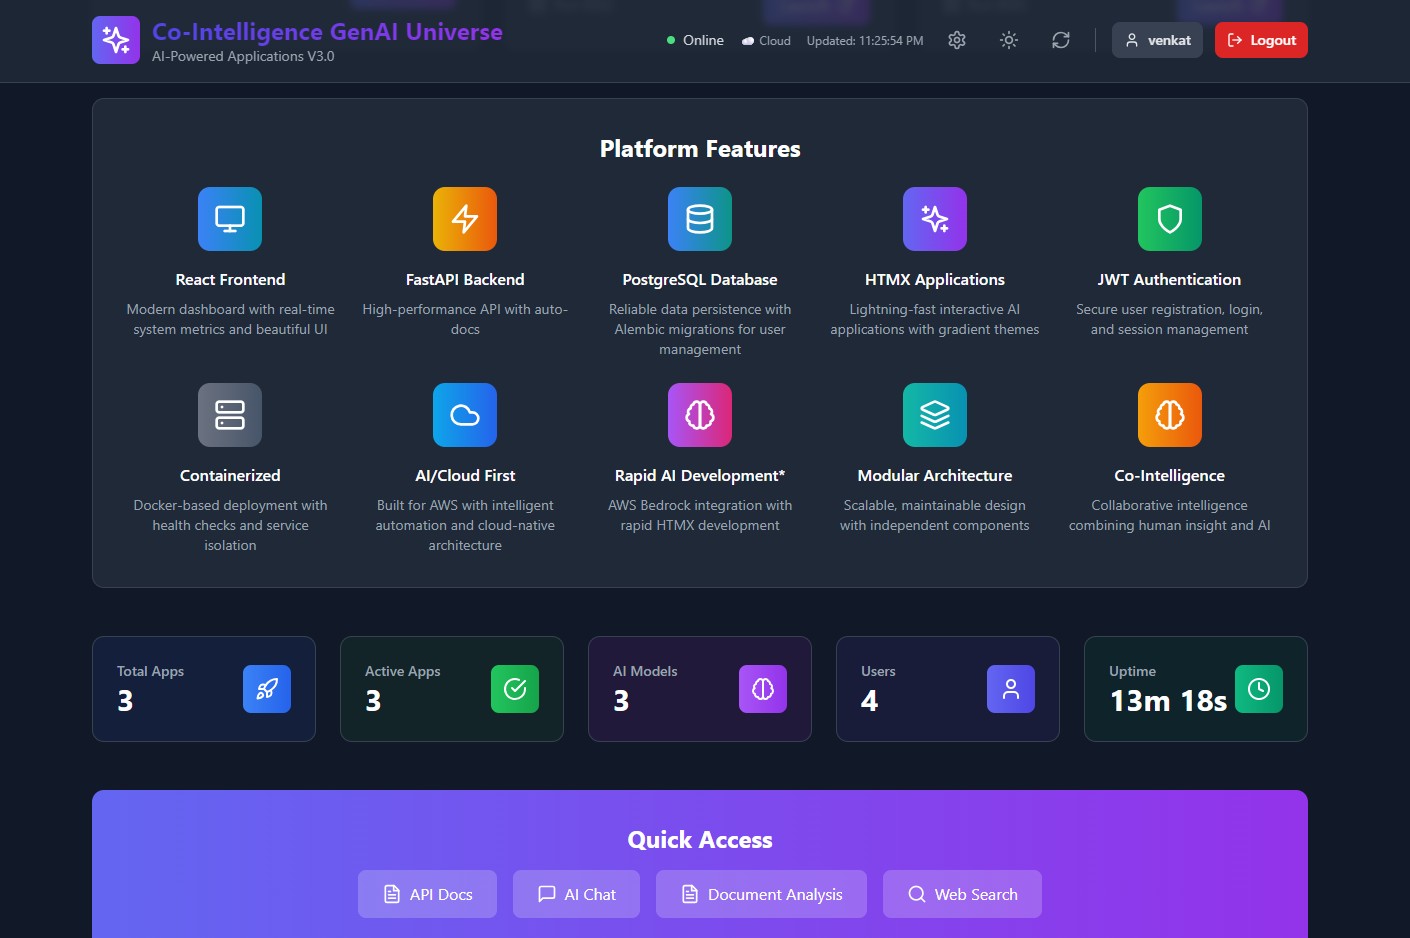 Co-Intelligence GenAI Universe
AI-Powered Applications V3.0
Online
Cloud
Updated: 11:25:54 PM
venkat
Logout
Platform Features
React Frontend
Modern dashboard with real-time
system metrics and beautiful UI
FastAPI Backend
High-performance API with auto-
docs
PostgreSQL Database
Reliable data persistence with
Alembic migrations for user
management
HTMX Applications
Lightning-fast interactive AI
applications with gradient themes
JWT Authentication
Secure user registration, login,
and session management
Containerized
Docker-based deployment with
health checks and service
isolation
AI/Cloud First
Built for AWS with intelligent
automation and cloud-native
architecture
Rapid AI Development*
AWS Bedrock integration with
rapid HTMX development
Modular Architecture
Scalable, maintainable design
with independent components
Co-Intelligence
Collaborative intelligence
combining human insight and AI
Total Apps
3
Active Apps
3
AI Models
3
Users
4
Uptime
13m 18s
Quick Access
API Docs
AI Chat
Document Analysis
Web Search